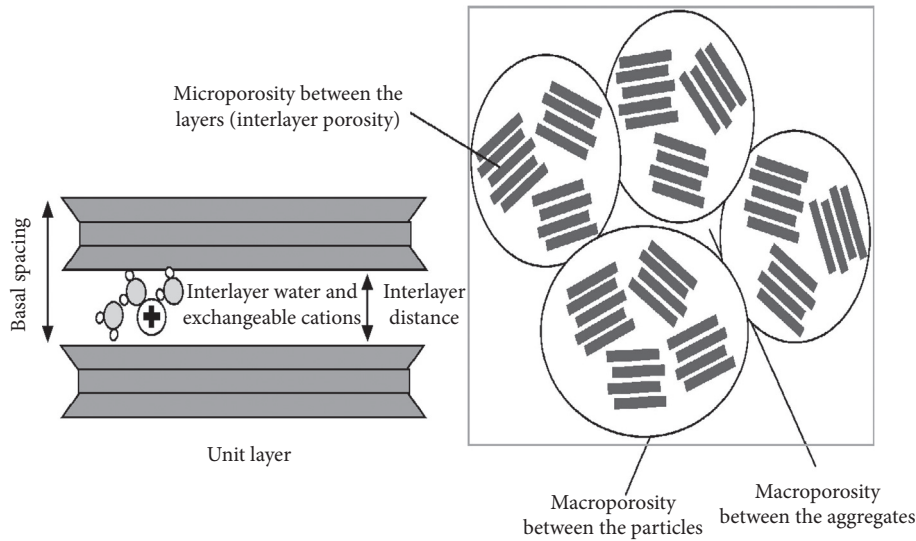 Microporosity between the
layers (interlayer porosity)
Basal spacing
Interlayer water and
exchangeable cations
Interlayer
distance
Unit layer
Macroporosity
between the particles
Macroporosity
between the aggregates